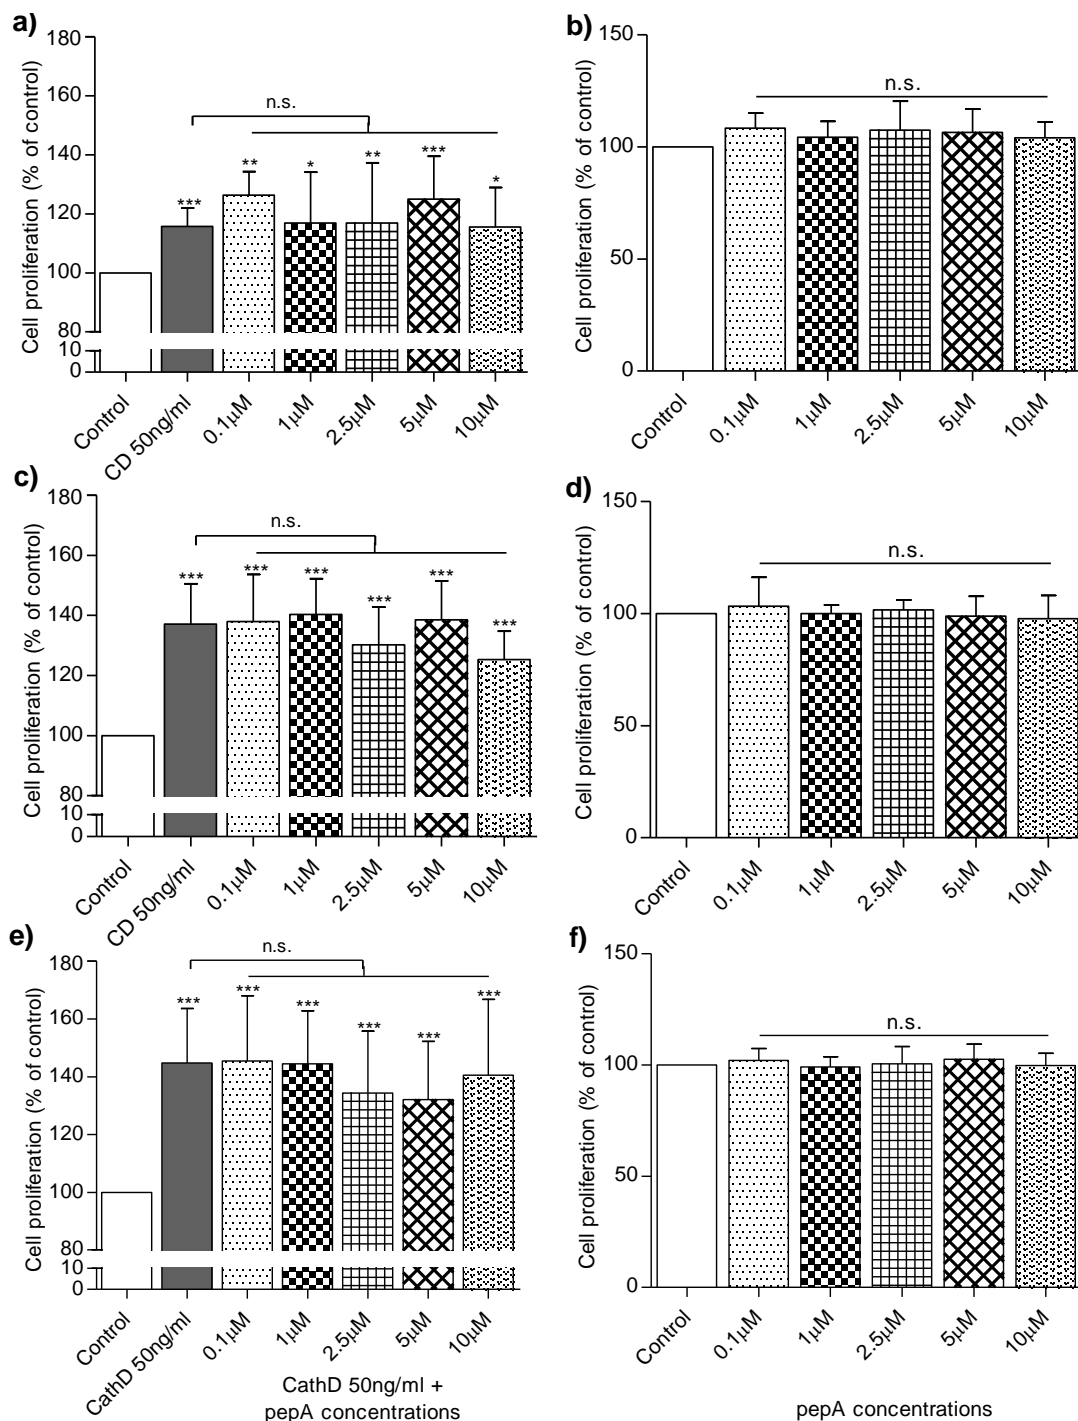 a)
180
160
140
120
100
80
10
0
Cell proliferation (% of control)
n.s.
***
**
*
**
***
*
Control
CD 50ng/ml
0.1μM
1μM
2.5μM
5μM
10μM
b)
150
100
50
0
Cell proliferation (% of control)
n.s.
Control
0.1μM
1μM
2.5μM
5μM
10μM
c)
180
160
140
120
100
80
10
0
Cell proliferation (% of control)
n.s.
***
***
***
***
***
***
Control
CD 50ng/ml
0.1μM
1μM
2.5μM
5μM
10μM
d)
150
100
50
0
Cell proliferation (% of control)
n.s.
Control
0.1μM
1μM
2.5μM
5μM
10μM
e)
180
160
140
120
100
80
10
0
Cell proliferation (% of control)
n.s.
***
***
***
***
***
***
Control
CathD 50ng/ml
0.1μM
1μM
2.5μM
5μM
10μM
CathD 50ng/ml +
pepA concentrations
f)
150
100
50
0
Cell proliferation (% of control)
n.s.
Control
0.1μM
1μM
2.5μM
5μM
10μM
pepA concentrations